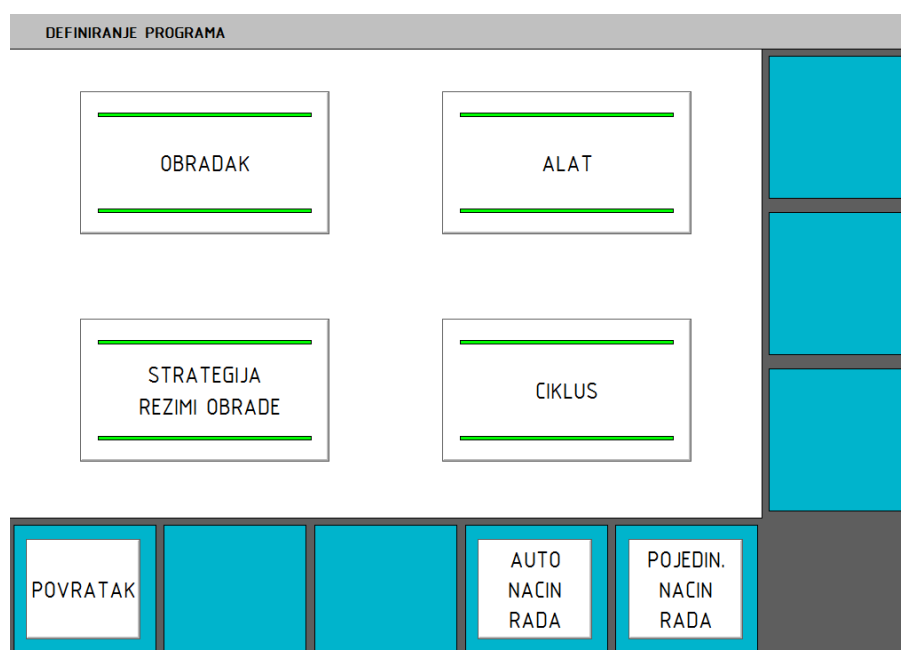 DEFINIRANJE PROGRAMA
OBRADAK
ALAT
STRATEGIJA
REZIMI OBRADE
CIKLUS
POVRATAK
AUTO
NACIN
RADA
POJEDIN.
NACIN
RADA